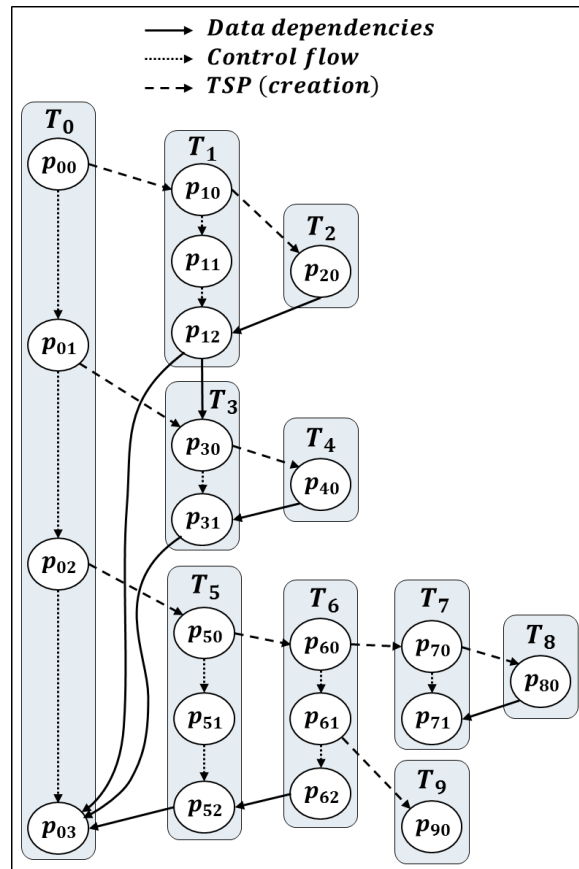 Data dependencies
Control flow
TSP (creation)
T₀
p₀₀
p₀₁
p₀₂
p₀₃
T₁
p₁₀
p₁₁
p₁₂
T₂
p₂₀
T₃
p₃₀
p₃₁
T₄
p₄₀
T₅
p₅₀
p₅₁
p₅₂
T₆
p₆₀
p₆₁
p₆₂
T₇
p₇₀
p₇₁
T₈
p₈₀
T₉
p₉₀